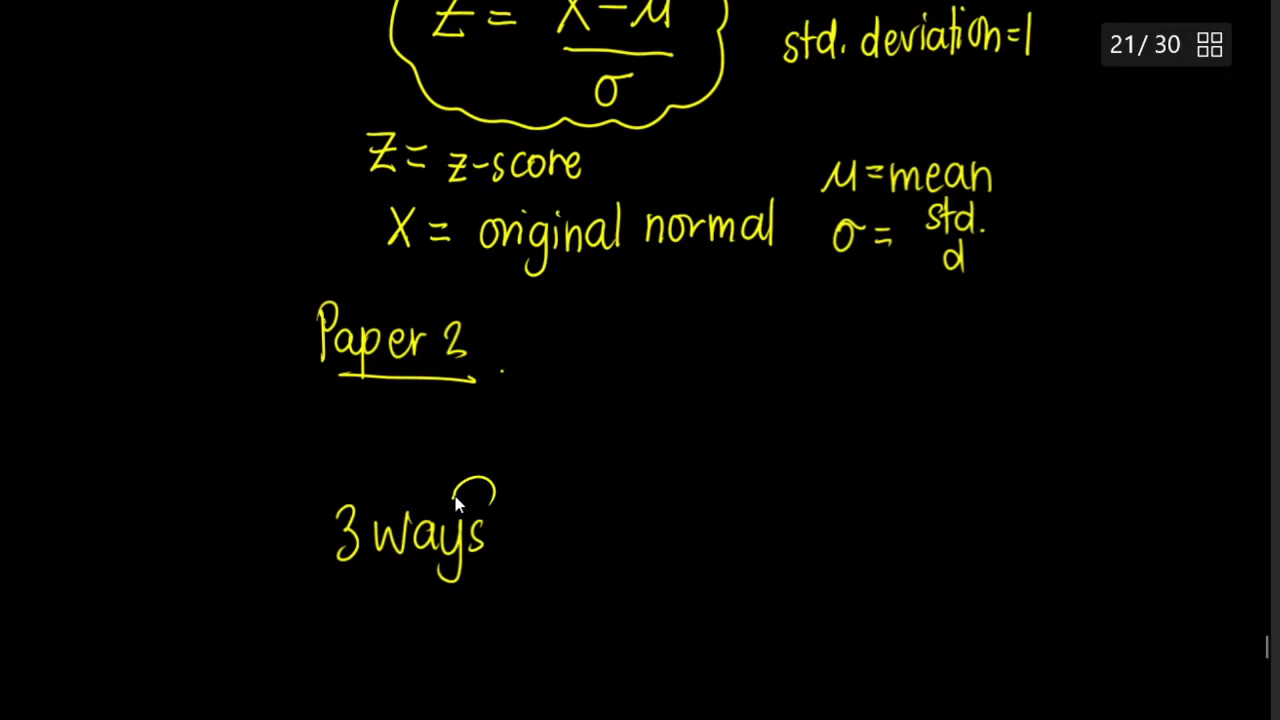 Z = X - μ
σ
std. deviation=1
21 / 30
Z= z-score
μ=mean
X = original normal
σ= std.
d
Paper 2
3 ways